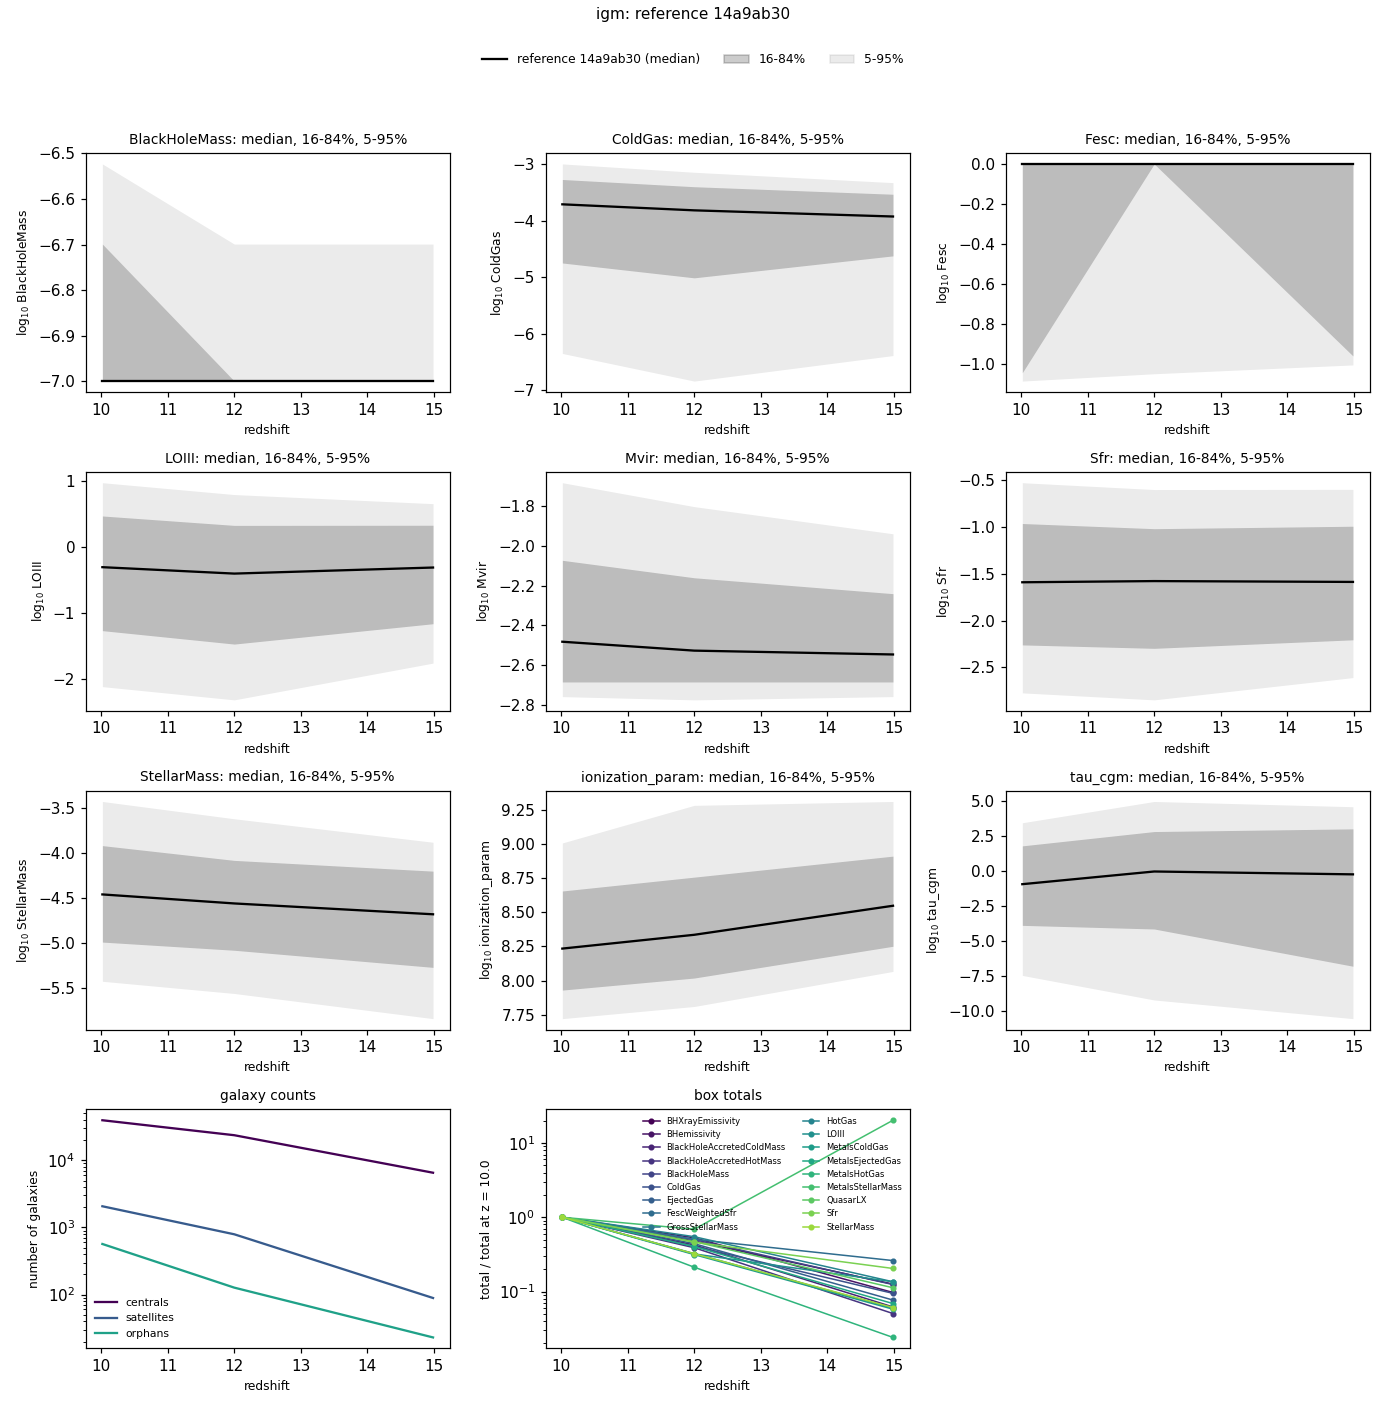 igm: reference 14a9ab30
reference 14a9ab30 (median) 16-84% 5-95%
BlackHoleMass: median, 16-84%, 5-95%
−6.5
−6.6
−6.7
−6.8
−6.9
−7.0
log10 BlackHoleMass
10 11 12 13 14 15
redshift
ColdGas: median, 16-84%, 5-95%
−3
−4
−5
−6
−7
log10 ColdGas
10 11 12 13 14 15
redshift
Fesc: median, 16-84%, 5-95%
0.0
−0.2
−0.4
−0.6
−0.8
−1.0
log10 Fesc
10 11 12 13 14 15
redshift
LOIII: median, 16-84%, 5-95%
1
0
−1
−2
log10 LOIII
10 11 12 13 14 15
redshift
Mvir: median, 16-84%, 5-95%
−1.8
−2.0
−2.2
−2.4
−2.6
−2.8
log10 Mvir
10 11 12 13 14 15
redshift
Sfr: median, 16-84%, 5-95%
−0.5
−1.0
−1.5
−2.0
−2.5
log10 Sfr
10 11 12 13 14 15
redshift
StellarMass: median, 16-84%, 5-95%
−3.5
−4.0
−4.5
−5.0
−5.5
log10 StellarMass
10 11 12 13 14 15
redshift
ionization_param: median, 16-84%, 5-95%
9.25
9.00
8.75
8.50
8.25
8.00
7.75
log10 ionization_param
10 11 12 13 14 15
redshift
tau_cgm: median, 16-84%, 5-95%
5.0
2.5
0.0
−2.5
−5.0
−7.5
−10.0
log10 tau_cgm
10 11 12 13 14 15
redshift
galaxy counts
10^4
10^3
10^2
number of galaxies
centrals
satellites
orphans
10 11 12 13 14 15
redshift
box totals
10^1
10^0
10^−1
total / total at z = 10.0
BHXrayEmissivity
BHemissivity
BlackHoleAccretedColdMass
BlackHoleAccretedHotMass
BlackHoleMass
ColdGas
EjectedGas
FescWeightedSfr
GrossStellarMass
HotGas
LOIII
MetalsColdGas
MetalsEjectedGas
MetalsHotGas
MetalsStellarMass
QuasarLX
Sfr
StellarMass
10 11 12 13 14 15
redshift